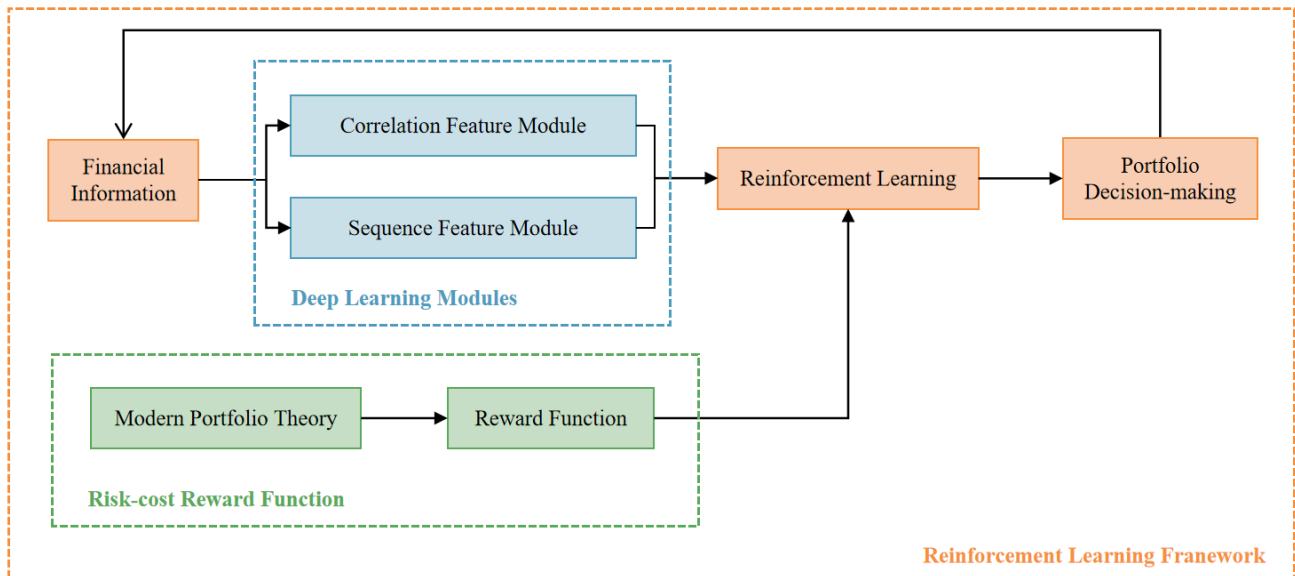 Correlation Feature Module
Financial
Information
Reinforcement Learning
Portfolio
Decision-making
Sequence Feature Module
Deep Learning Modules
Modern Portfolio Theory
Reward Function
Risk-cost Reward Function
Reinforcement Learning Franework